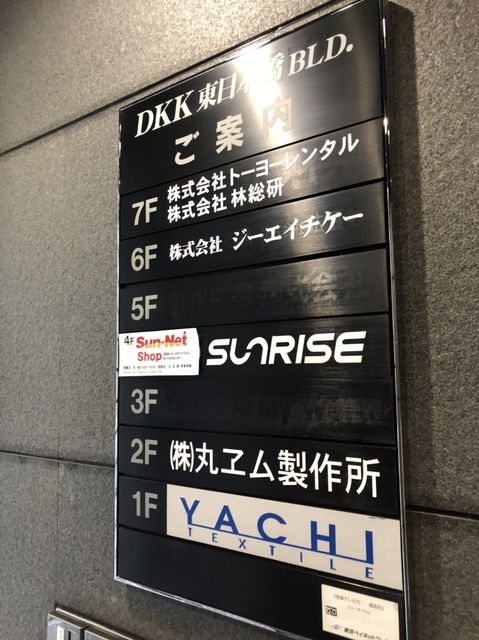 DKK 東日本橋 BLD.
ご案内
7F 株式会社トーヨーレンタル
株式会社 林総研
6F 株式会社 ジーエイチケー
5F
4F Sun-Net
Shop
SUNRISE
3F
2F (株)丸ヱム製作所
1F YACHI
TEXTILE